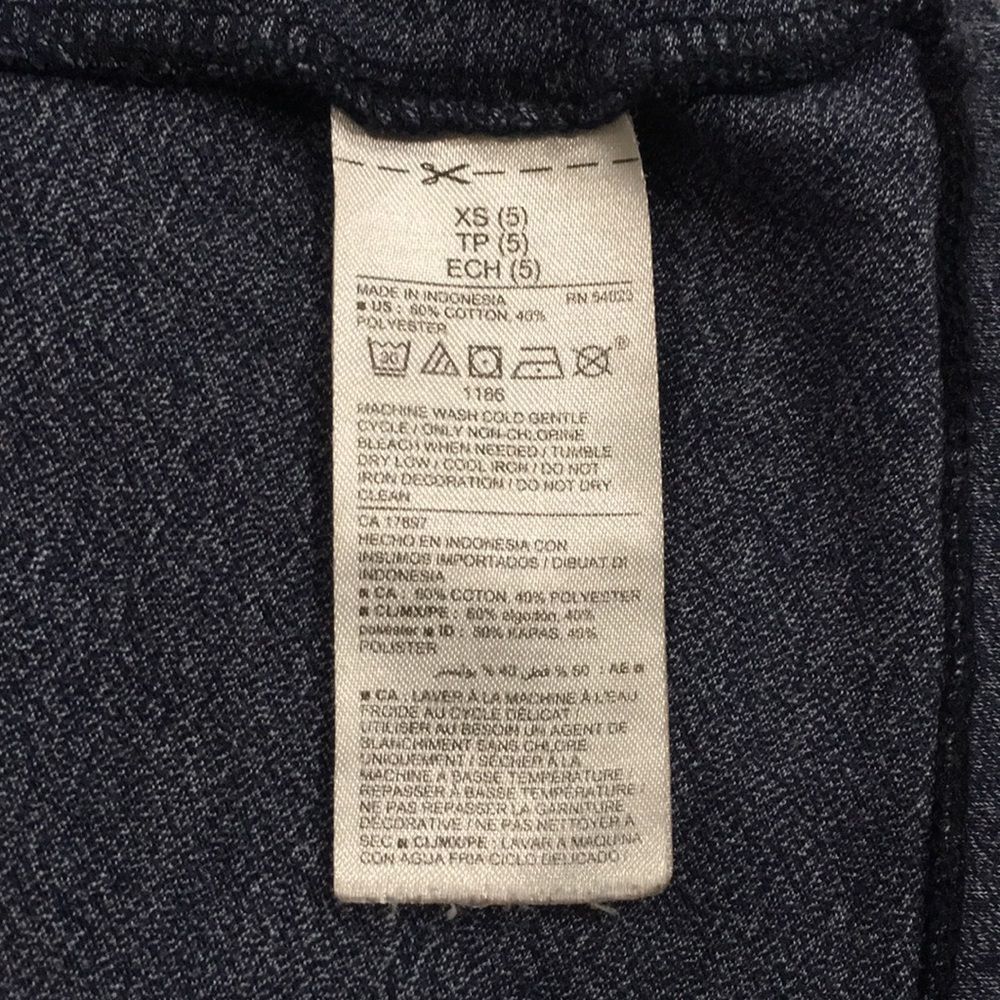 XS (5)
TP (5)
ECH (5)
MADE IN INDONESIA RN 54023
■ US : 60% COTTON, 40%
POLYESTER
30
®
1186
MACHINE WASH COLD GENTLE
CYCLE / ONLY NON-CHLORINE
BLEACH WHEN NEEDED / TUMBLE
DRY LOW / COOL IRON / DO NOT
IRON DECORATION / DO NOT DRY
CLEAN
CA 17897
HECHO EN INDONESIA CON
INSUMOS IMPORTADOS / DIBUAT DI
INDONESIA
■ CA : 60% COTON, 40% POLYESTER
■ CL/MX/PE : 60% algodón, 40%
poliéster ■ ID : 60% KAPAS, 40%
POLISTER
■ AE : 60 % قطن, 40 % بوليستر
■ CA : LAVER À LA MACHINE À L'EAU
FROIDE AU CYCLE DÉLICAT
UTILISER AU BESOIN UN AGENT DE
BLANCHIMENT SANS CHLORE
UNIQUEMENT / SÉCHER À LA
MACHINE À BASSE TEMPÉRATURE
REPASSER À BASSE TEMPÉRATURE
NE PAS REPASSER LA GARNITURE
DÉCORATIVE / NE PAS NETTOYER À
SEC ■ CL/MX/PE : LAVAR A MAQUINA
CON AGUA FRIA CICLO DELICADO